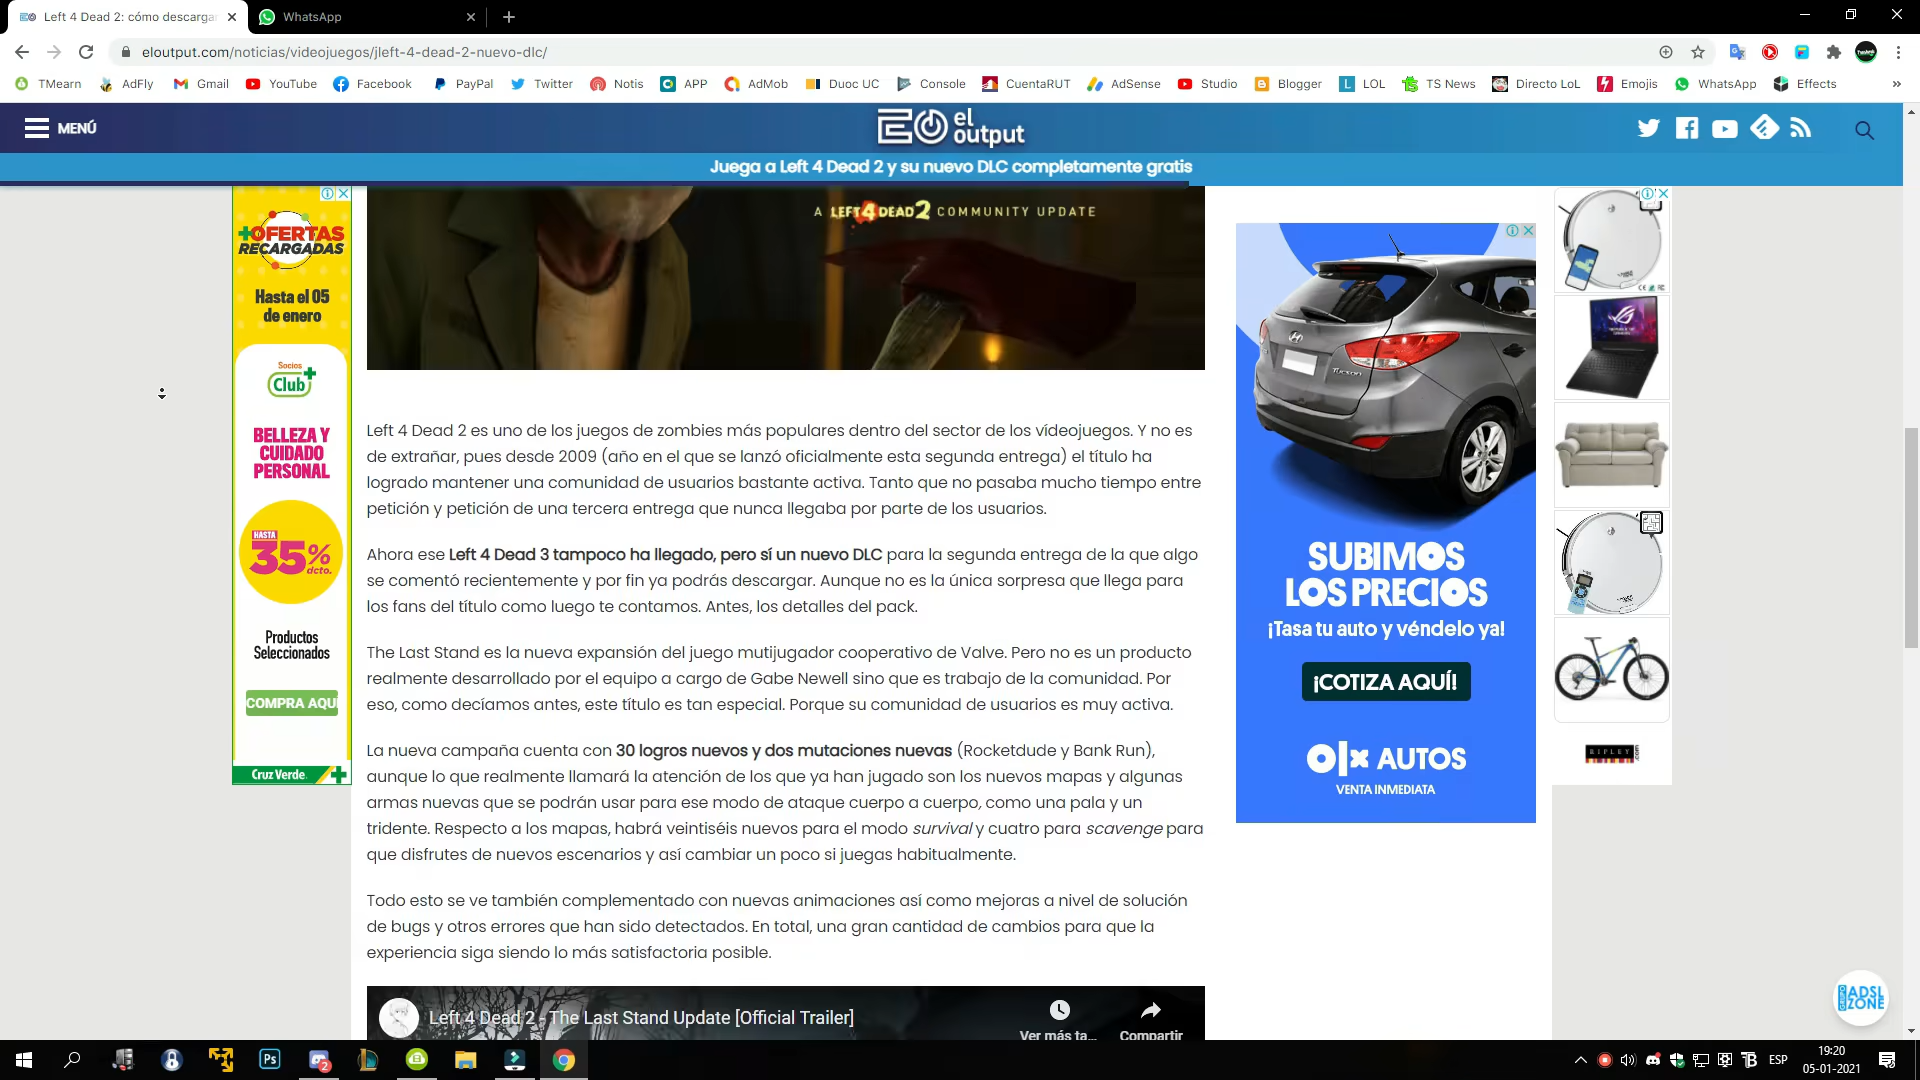 Left 4 Dead 2: cómo descargar
WhatsApp
eloutput.com/noticias/videojuegos/jleft-4-dead-2-nuevo-dlc/
TMearn AdFly Gmail YouTube Facebook PayPal Twitter Notis APP AdMob Duoc UC Console CuentaRUT AdSense Studio Blogger LOL TS News Directo LoL Emojis WhatsApp Effects »
MENÚ
el
output
Juega a Left 4 Dead 2 y su nuevo DLC completamente gratis
+OFERTAS
RECARGADAS
Hasta el 05
de enero
Socios
Club+
BELLEZA Y
CUIDADO
PERSONAL
HASTA
35%
dcto.
Productos
Seleccionados
COMPRA AQU
Cruz Verde
A LEFT 4 DEAD 2 COMMUNITY UPDATE
Left 4 Dead 2 es uno de los juegos de zombies más populares dentro del sector de los videojuegos. Y no es
de extrañar, pues desde 2009 (año en el que se lanzó oficialmente esta segunda entrega) el título ha
logrado mantener una comunidad de usuarios bastante activa. Tanto que no pasaba mucho tiempo entre
petición y petición de una tercera entrega que nunca llegaba por parte de los usuarios.
Ahora ese Left 4 Dead 3 tampoco ha llegado, pero sí un nuevo DLC para la segunda entrega de la que algo
se comentó recientemente y por fin ya podrás descargar. Aunque no es la única sorpresa que llega para
los fans del título como luego te contamos. Antes, los detalles del pack.
The Last Stand es la nueva expansión del juego mutijugador cooperativo de Valve. Pero no es un producto
realmente desarrollado por el equipo a cargo de Gabe Newell sino que es trabajo de la comunidad. Por
eso, como decíamos antes, este título es tan especial. Porque su comunidad de usuarios es muy activa.
La nueva campaña cuenta con 30 logros nuevos y dos mutaciones nuevas (Rocketdude y Bank Run),
aunque lo que realmente llamará la atención de los que ya han jugado son los nuevos mapas y algunas
armas nuevas que se podrán usar para ese modo de ataque cuerpo a cuerpo, como una pala y un
tridente. Respecto a los mapas, habrá veintiséis nuevos para el modo survival y cuatro para scavenge para
que disfrutes de nuevos escenarios y así cambiar un poco si juegas habitualmente.
Todo esto se ve también complementado con nuevas animaciones así como mejoras a nivel de solución
de bugs y otros errores que han sido detectados. En total, una gran cantidad de cambios para que la
experiencia siga siendo lo más satisfactoria posible.
Left 4 Dead 2 - The Last Stand Update [Official Trailer]
Ver más ta...
Compartir
TUCSON
SUBIMOS
LOS PRECIOS
¡Tasa tu auto y véndelo ya!
¡COTIZA AQUÍ!
olx AUTOS
VENTA INMEDIATA
RIPLEY.com
GRUPO
ADSL
ZONE
Ps
2
ESP
19:20
05-01-2021